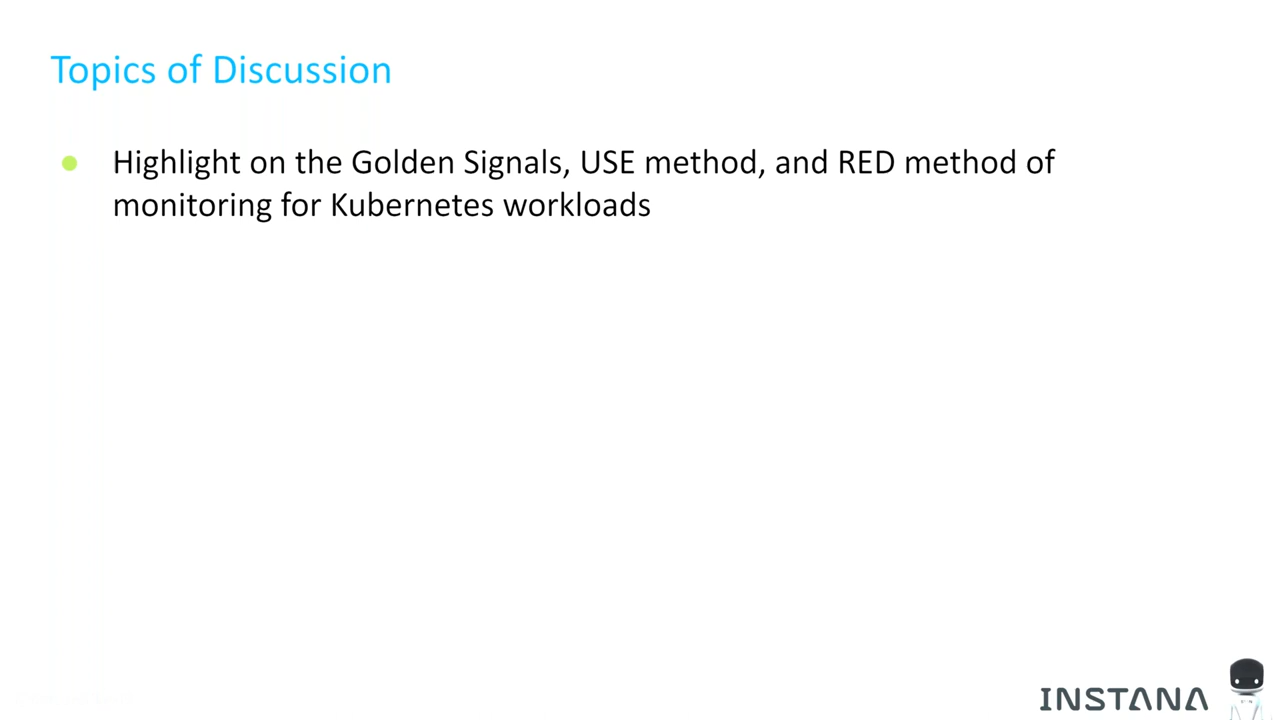 Topics of Discussion
● Highlight on the Golden Signals, USE method, and RED method of
monitoring for Kubernetes workloads
INSTANA